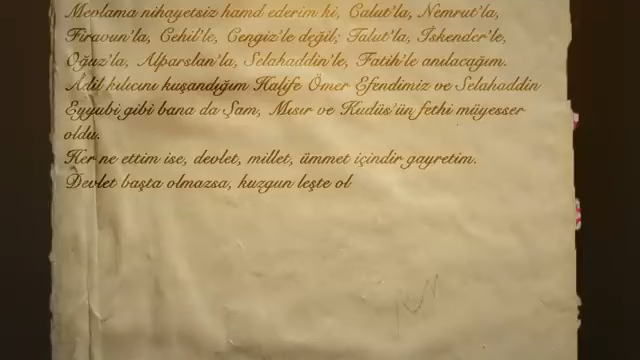 Mevlama nihayetsiz hamd ederim ki, Calut'la, Nemrut'la,
Firavun'la, Cehil'le, Cengiz'le değil; Talut'la, İskender'le,
Oğuz'la, Alparslan'la, Selahaddin'le, Fatih'le anılacağım.
Adil kılıcını kuşandığım Halife Ömer Efendimiz ve Selahaddin
Eyyubi gibi bana da Şam, Mısır ve Kudüs'ün fethi müyesser
oldu.
Her ne ettim ise, devlet, millet, ümmet içindir gayretim.
Devlet başta olmazsa, kuzgun leşte ol